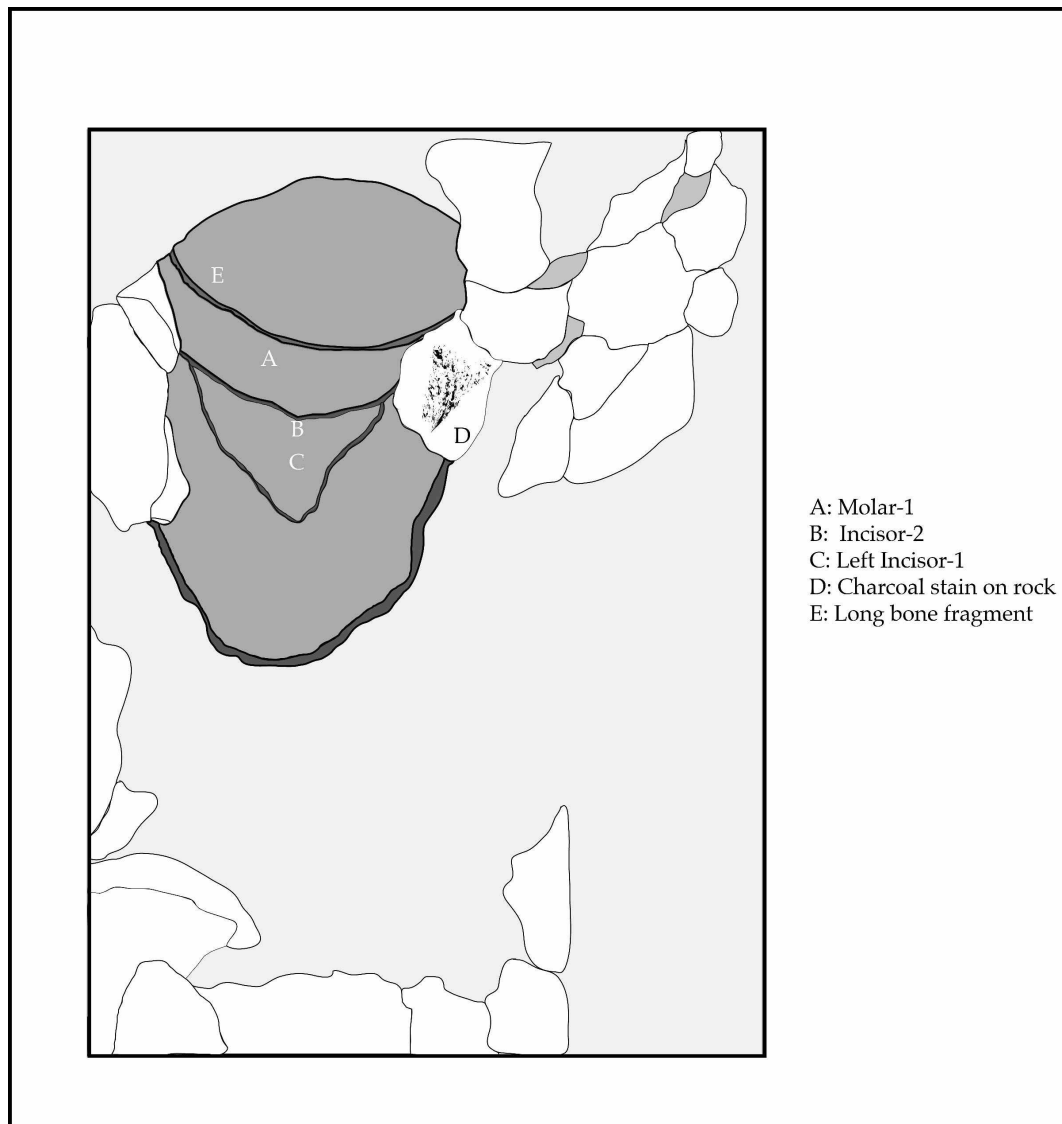 E
A
B
C
D
A: Molar-1
B: Incisor-2
C: Left Incisor-1
D: Charcoal stain on rock
E: Long bone fragment